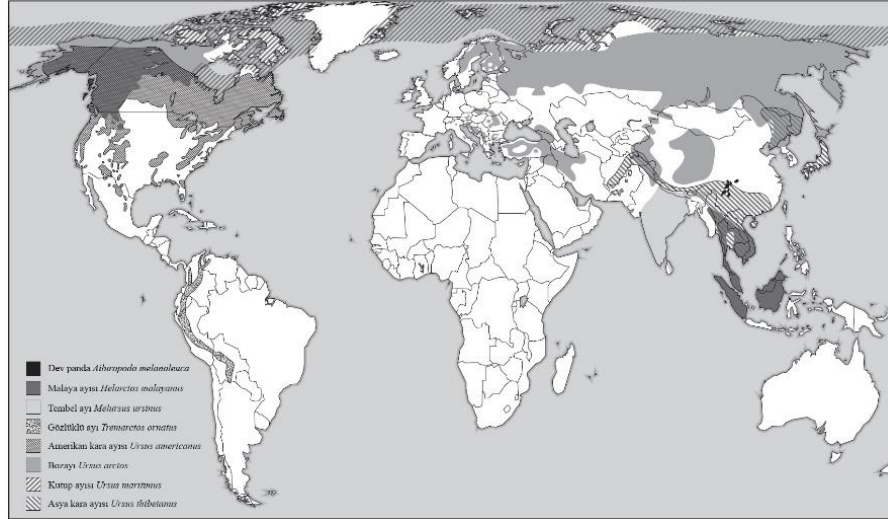 Dev panda Ailuropoda melanaleuca
Malaya ayısı Helarctos malayanus
Tembel ayı Melursus ursinus
Gözlüklü ayı Tremarctos ornatus
Amerikan kara ayısı Ursus americanus
Bozayı Ursus arctos
Kutup ayısı Ursus maritimus
Asya kara ayısı Ursus thibetanus